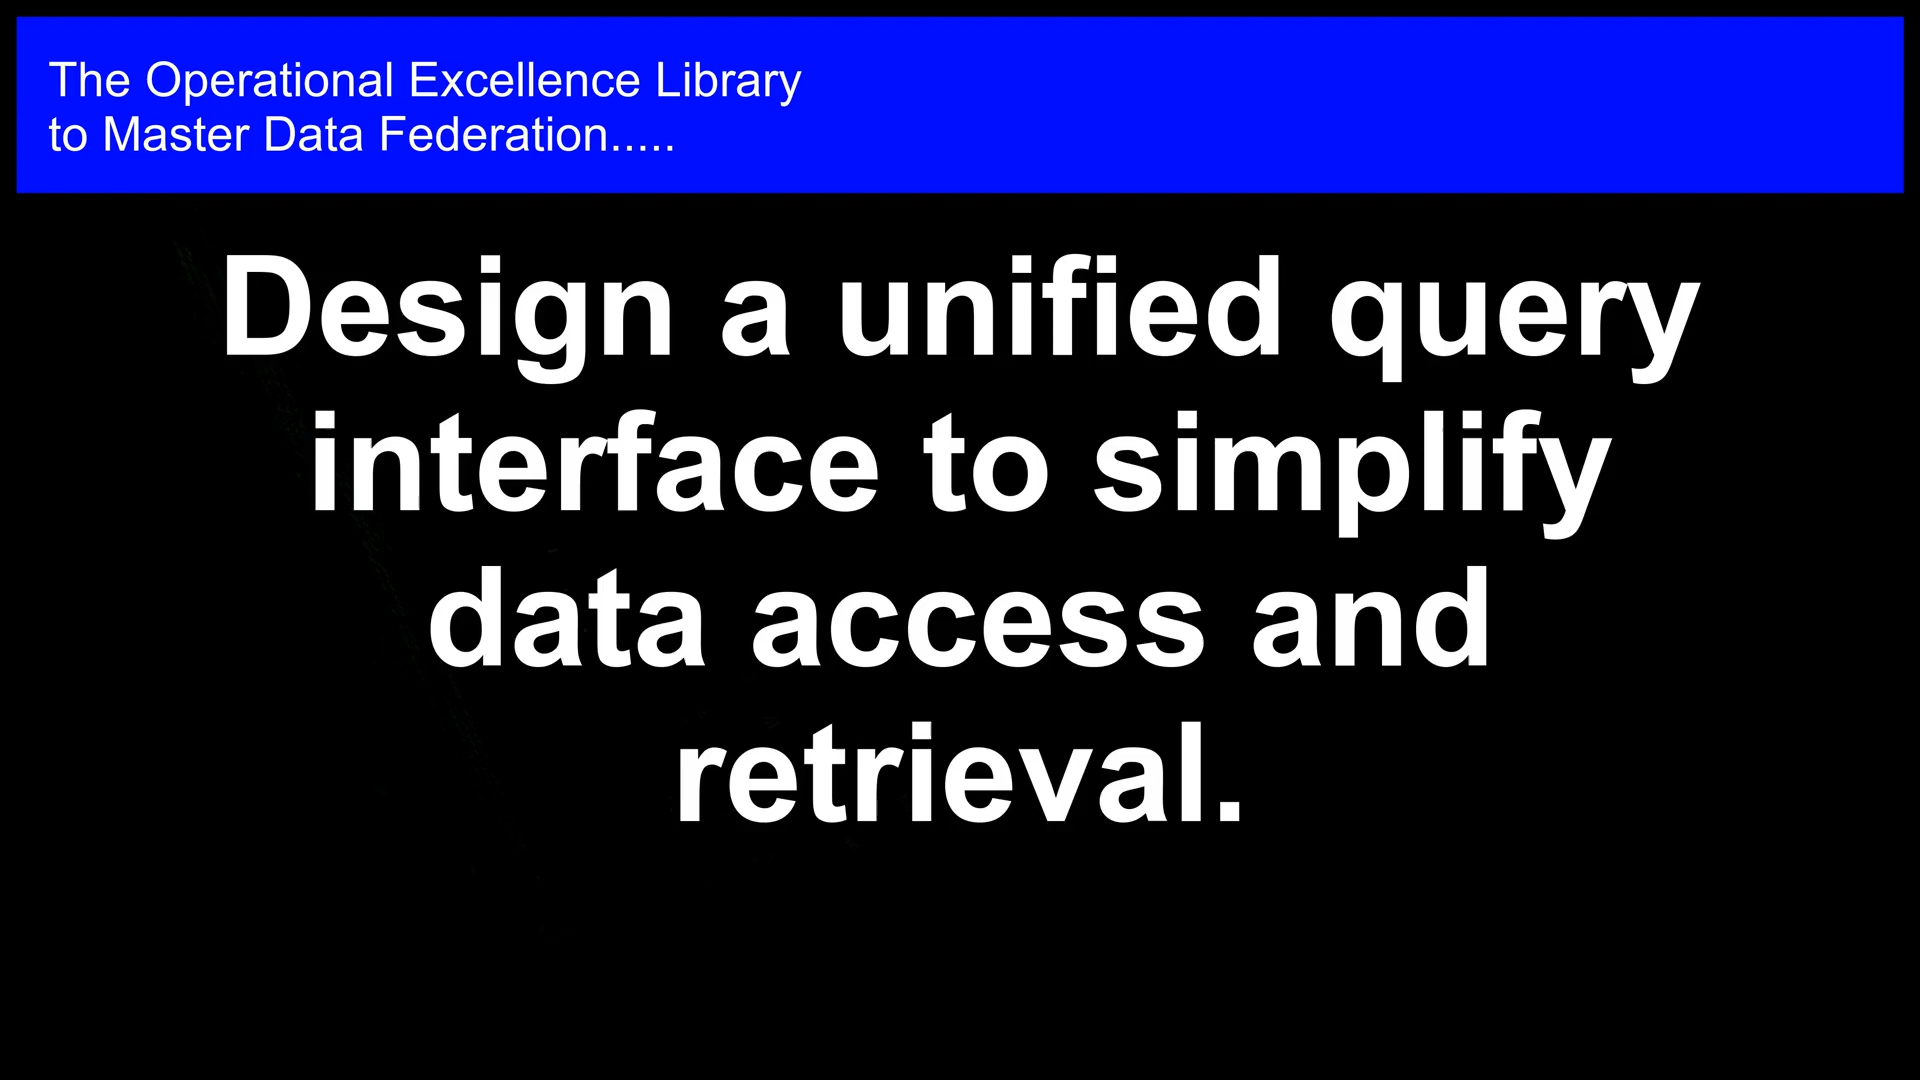 The Operational Excellence Library
to Master Data Federation.....
Design a unified query
interface to simplify
data access and
retrieval.